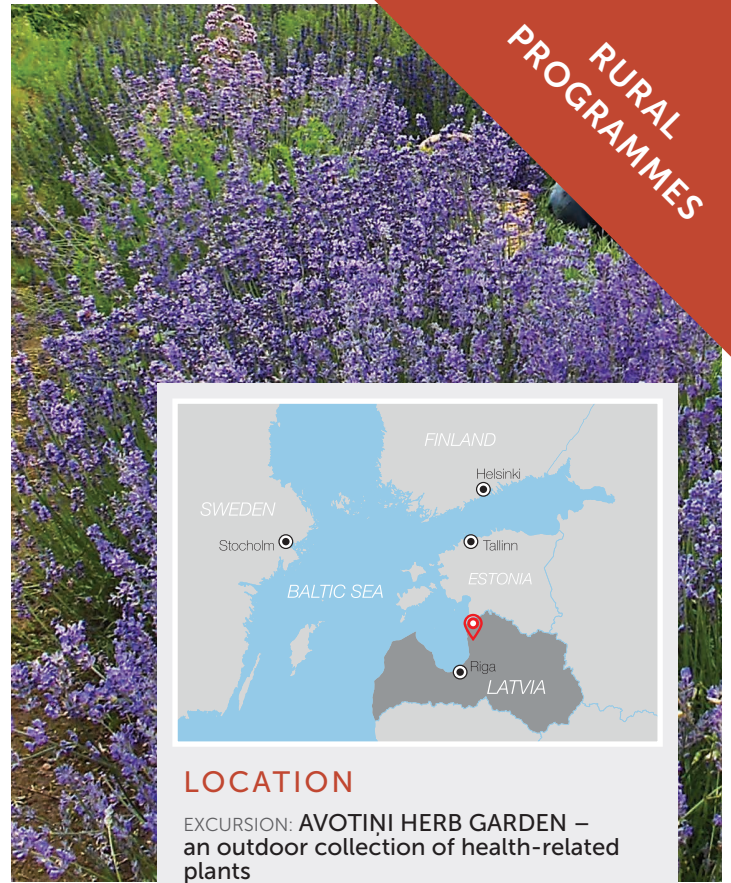 RURAL
PROGRAMMES
FINLAND
Helsinki
SWEDEN
Stocholm
Tallinn
ESTONIA
BALTIC SEA
Riga
LATVIA
LOCATION
EXCURSION: AVOTIŅI HERB GARDEN –
an outdoor collection of health-related
plants